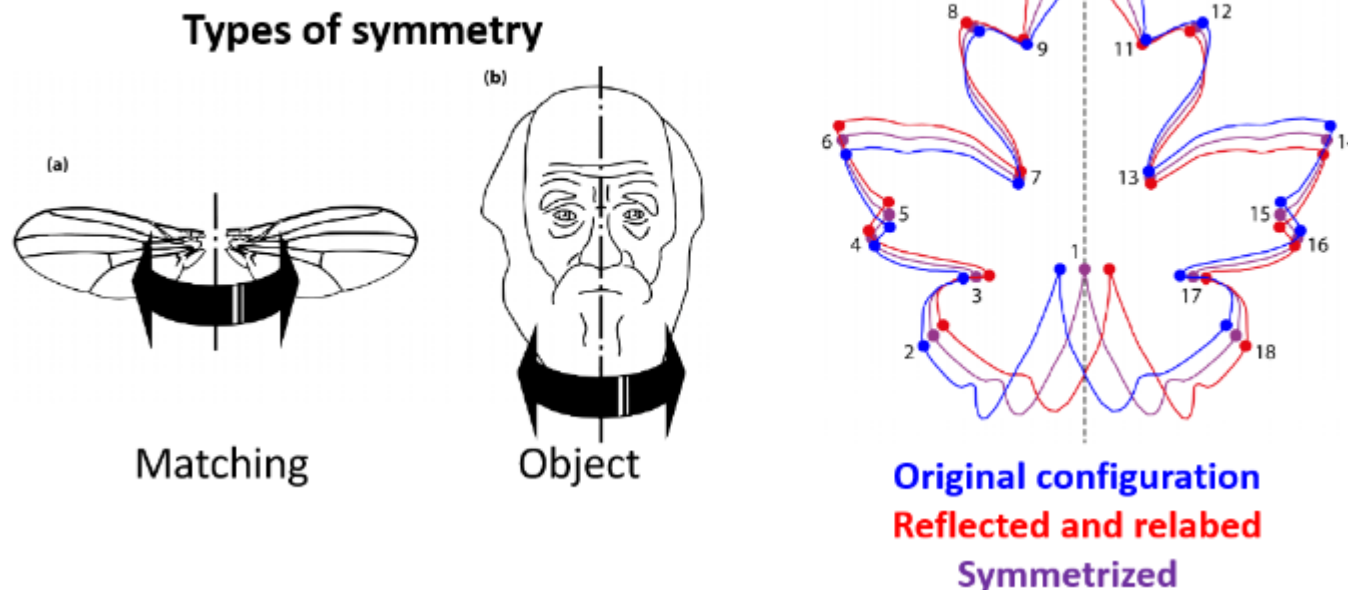 Types of symmetry
(a)
(b)
Matching
Object
8
9
11
12
6
7
13
14
5
15
4
16
1
3
17
2
18
Original configuration
Reflected and relabed
Symmetrized